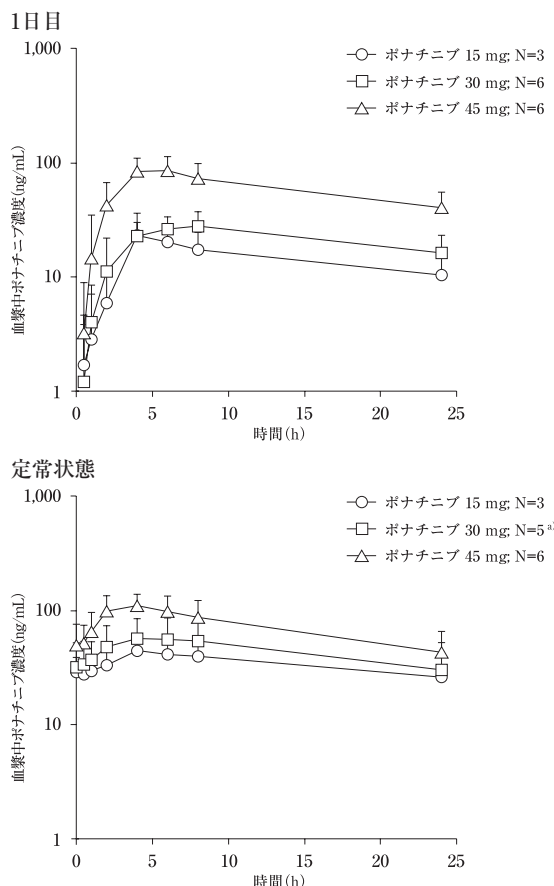 1日目
1,000
100
10
1
血漿中ポナチニブ濃度(ng/mL)
ポナチニブ 15 mg; N=3
ポナチニブ 30 mg; N=6
ポナチニブ 45 mg; N=6
0 5 10 15 20 25
時間(h)
定常状態
1,000
100
10
1
血漿中ポナチニブ濃度(ng/mL)
ポナチニブ 15 mg; N=3
ポナチニブ 30 mg; N=5 a)
ポナチニブ 45 mg; N=6
0 5 10 15 20 25
時間(h)